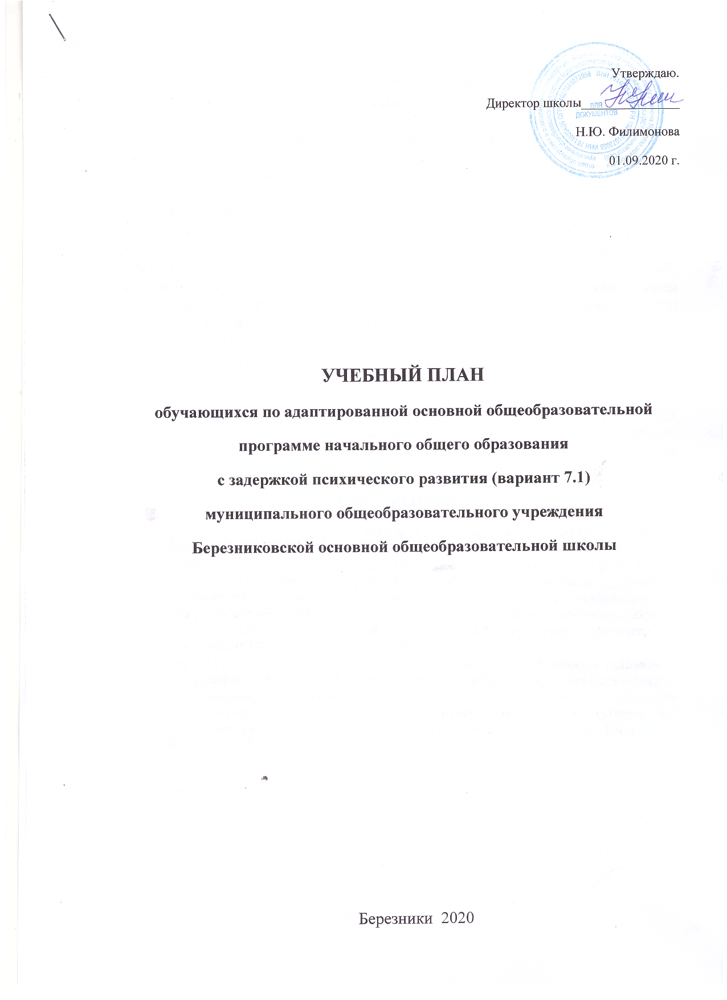 Утверждаю.
Директор школы_______________
ДЛЯ
ДОКУМЕНТОВ
Н.Ю. Филимонова
01.09.2020 г.
УЧЕБНЫЙ ПЛАН
обучающихся по адаптированной основной общеобразовательной
программе начального общего образования
с задержкой психического развития (вариант 7.1)
муниципального общеобразовательного учреждения
Березниковской основной общеобразовательной школы
Березники 2020